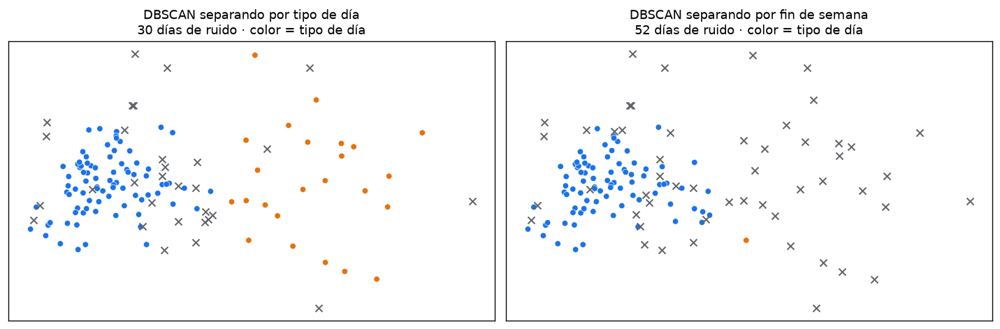 DBSCAN separando por tipo de día
30 días de ruido · color = tipo de día
DBSCAN separando por fin de semana
52 días de ruido · color = tipo de día